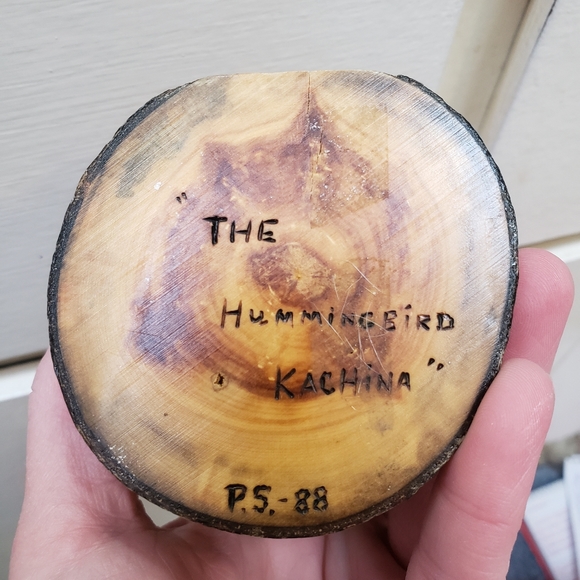 "THE
HUMMiNGBiRD
KACHiNA"
P.S.-88